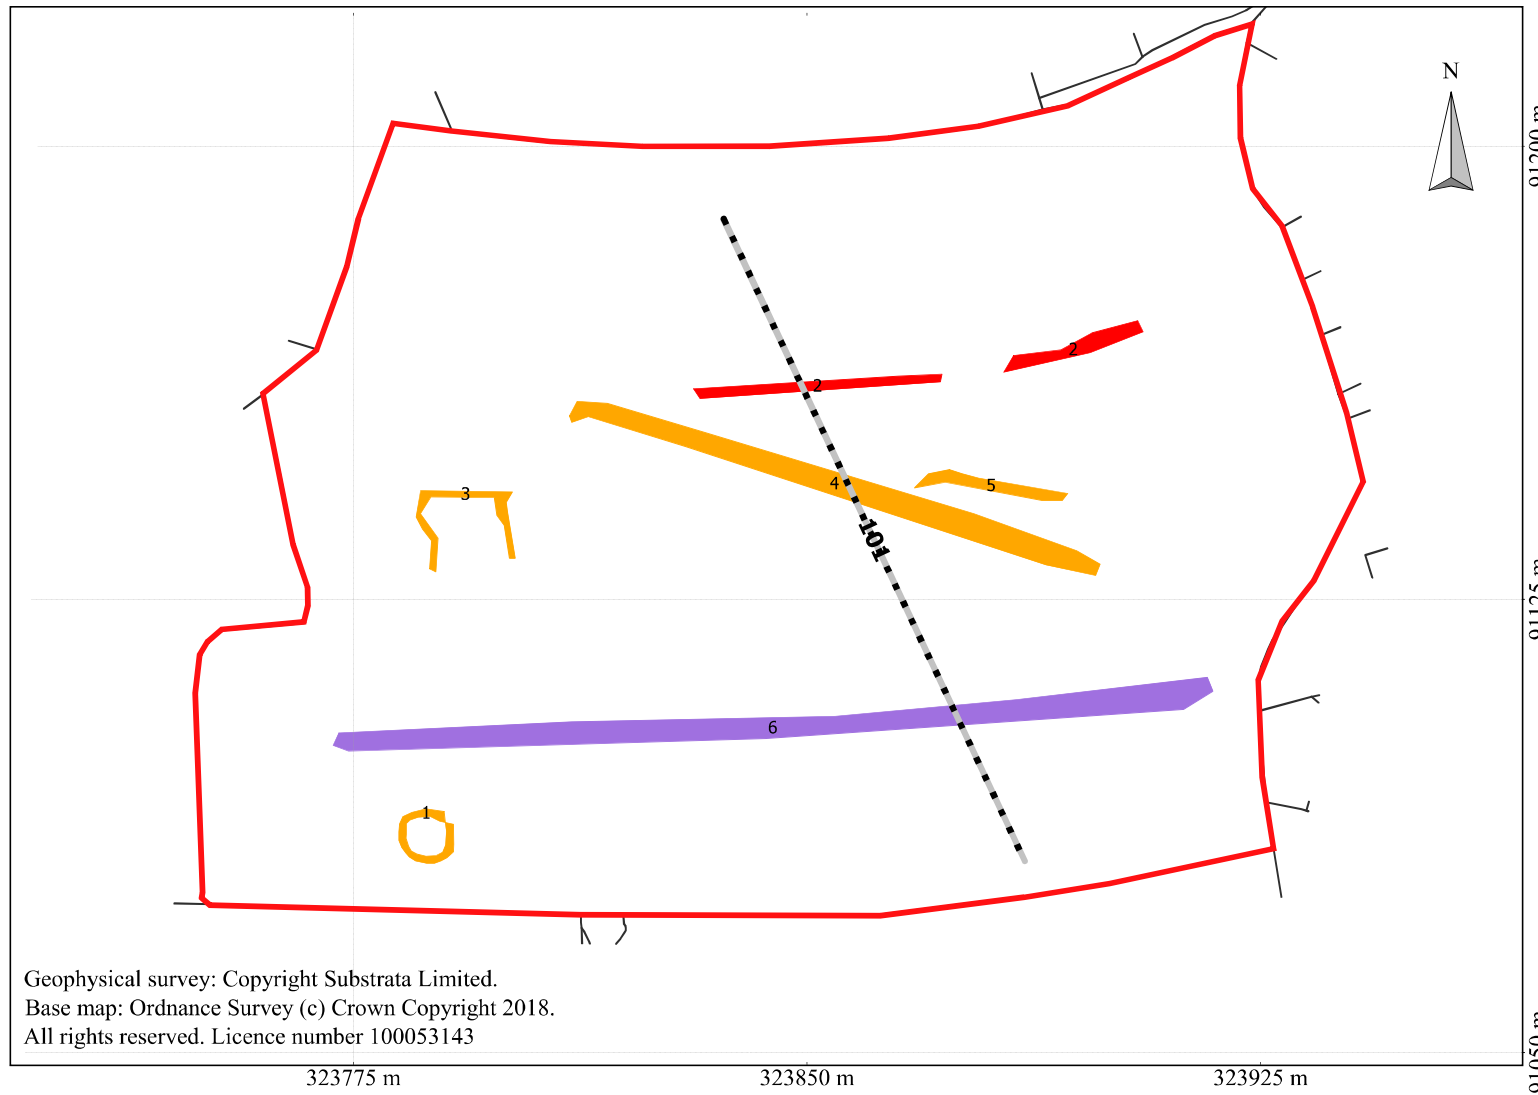 N
91200 m
2
2
3
4
5
101
91125 m
6
1
Geophysical survey: Copyright Substrata Limited.
Base map: Ordnance Survey (c) Crown Copyright 2018.
All rights reserved. Licence number 100053143
91050 m
323775 m
323850 m
323925 m